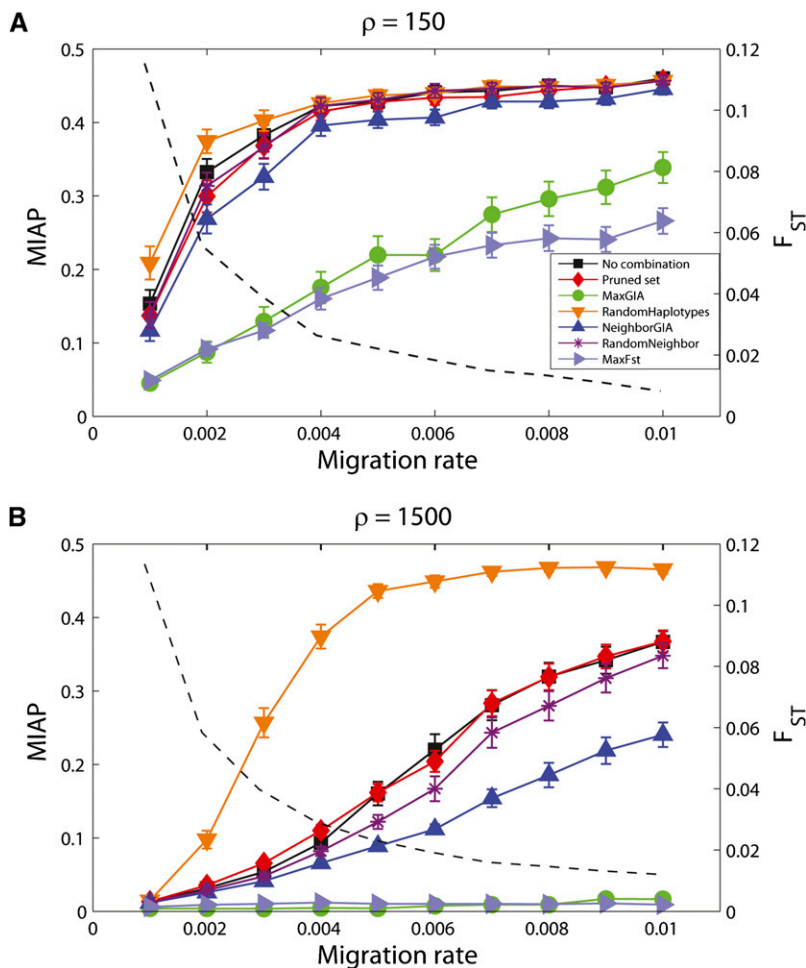 A
ρ = 150
0.5
0.4
0.3
0.2
0.1
0
MIAP
0.12
0.1
0.08
0.06
0.04
0.02
0
F_ST
No combination
Pruned set
MaxGIA
RandomHaplotypes
NeighborGIA
RandomNeighbor
MaxFst
0 0.002 0.004 0.006 0.008 0.01
Migration rate
B
ρ = 1500
0.5
0.4
0.3
0.2
0.1
0
MIAP
0.12
0.1
0.08
0.06
0.04
0.02
0
F_ST
0 0.002 0.004 0.006 0.008 0.01
Migration rate